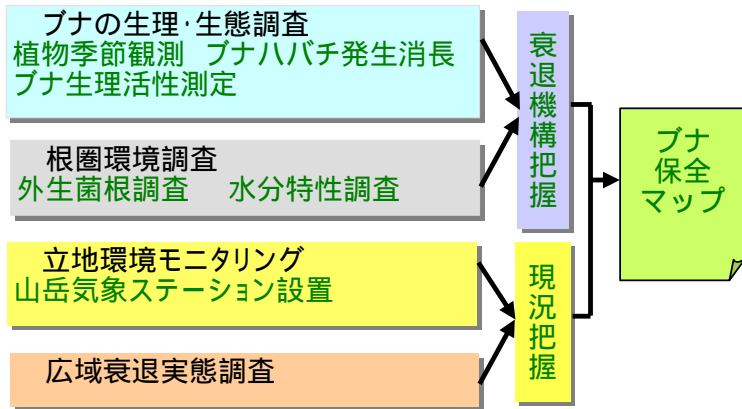 ブナの生理・生態調査
植物季節観測 ブナハバチ発生消長
ブナ生理活性測定
根圏環境調査
外生菌根調査 水分特性調査
立地環境モニタリング
山岳気象ステーション設置
広域衰退実態調査
衰退機構把握
現況把握
ブナ
保全
マップ